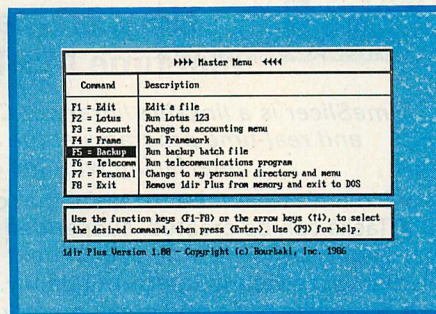 ▶▶▶▶ Master Menu ◀◀◀◀
Command Description
F1 = Edit Edit a file
F2 = Lotus Run Lotus 123
F3 = Account Change to accounting menu
F4 = Frame Run Framework
F5 = Backup Run backup batch file
F6 = Telecomm Run telecommunications program
F7 = Personal Change to my personal directory and menu
F8 = Exit Remove 1dir Plus from memory and exit to DOS
Use the function keys (F1-F8) or the arrow keys (↑↓), to select
the desired command, then press (Enter). Use (F9) for help.
1dir Plus Version 1.00 - Copyright (c) Bourbaki, Inc. 1986